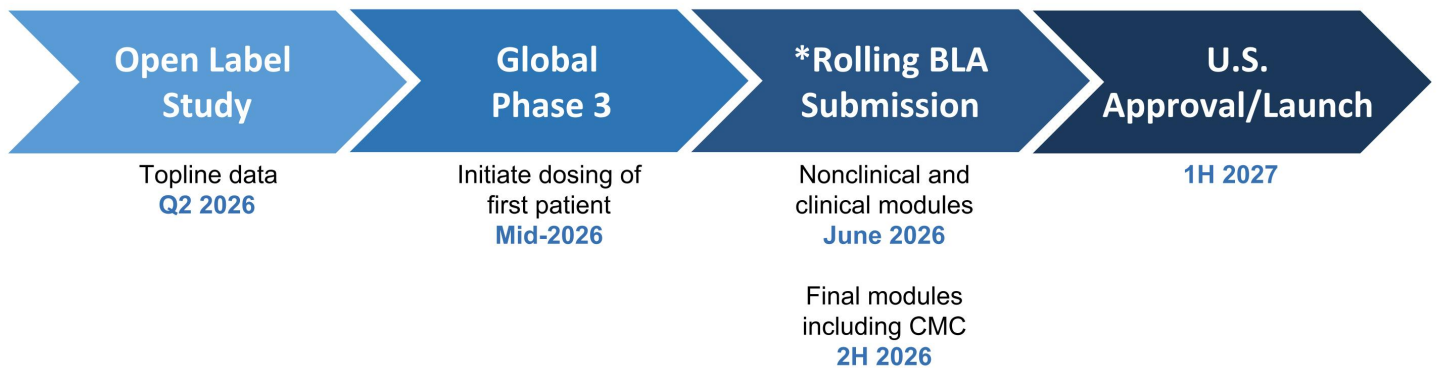 Open Label
Study
Topline data
Q2 2026
Global
Phase 3
Initiate dosing of
first patient
Mid-2026
*Rolling BLA
Submission
Nonclinical and
clinical modules
June 2026
Final modules
including CMC
2H 2026
U.S.
Approval/Launch
1H 2027